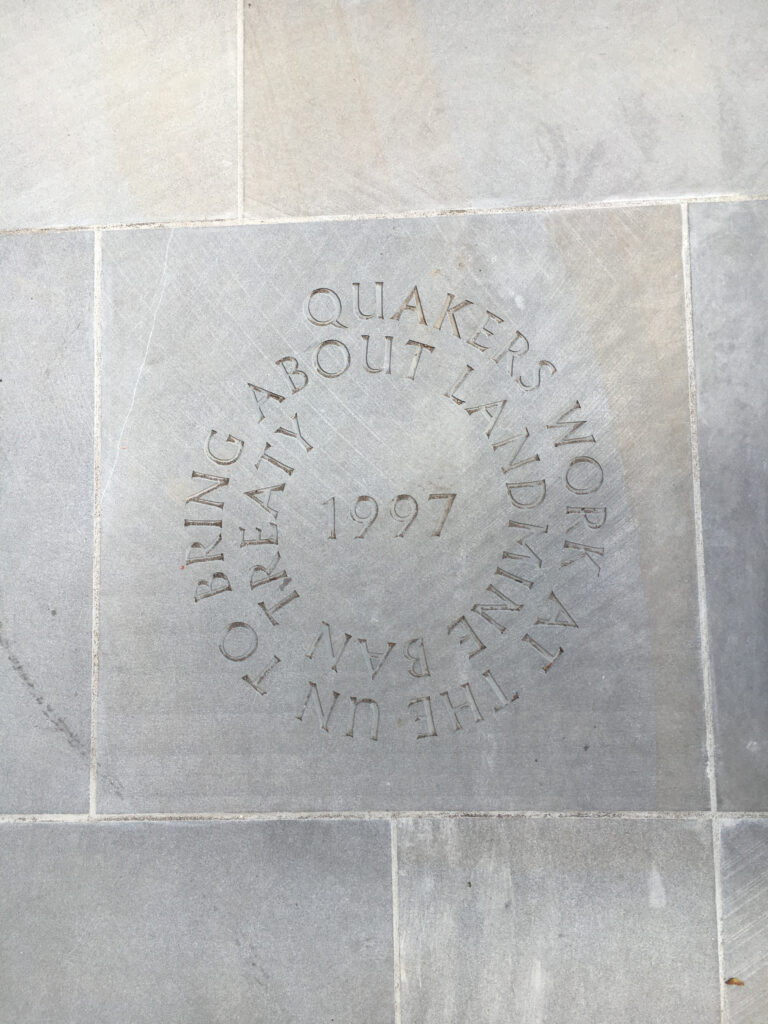 QUAKERS WORK AT THE UN TO BRING
ABOUT LANDMINE BAN TREATY
1997